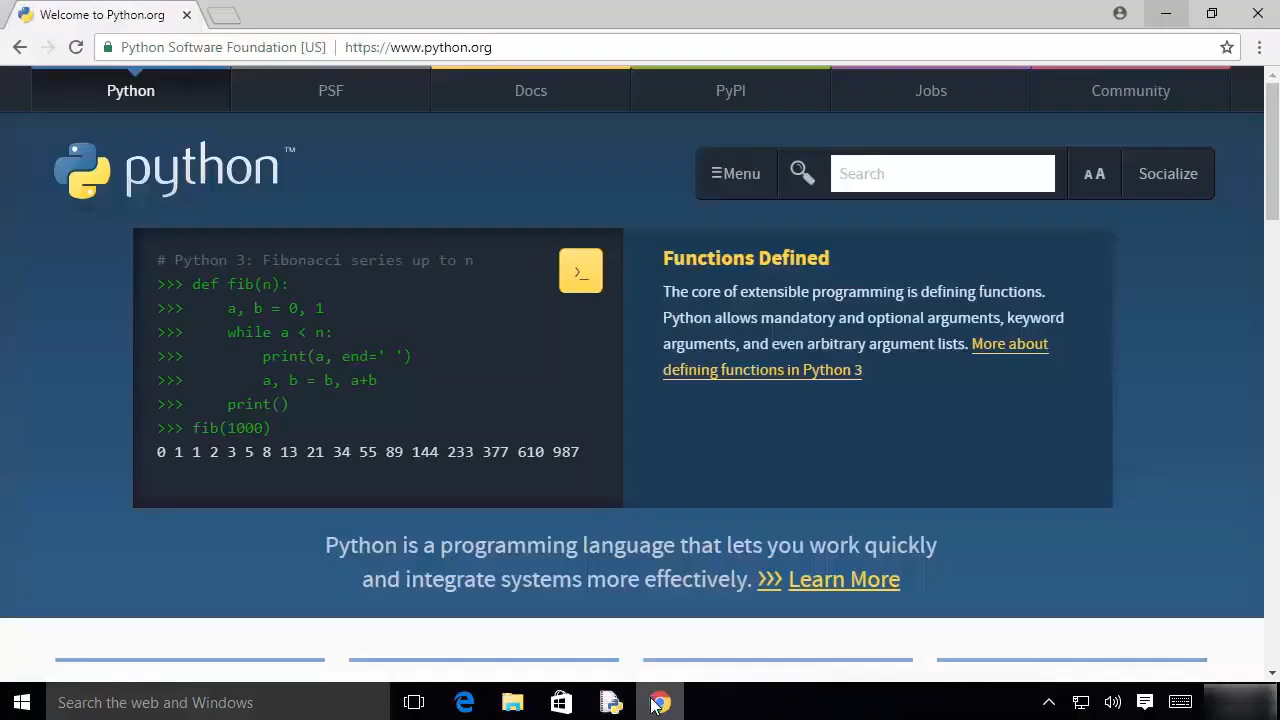 Welcome to Python.org
Python Software Foundation [US] https://www.python.org
Python PSF Docs PyPI Jobs Community
python™
Menu Search AA Socialize
# Python 3: Fibonacci series up to n
>>> def fib(n):
>>>     a, b = 0, 1
>>>     while a < n:
>>>         print(a, end=' ')
>>>         a, b = b, a+b
>>>     print()
>>> fib(1000)
0 1 1 2 3 5 8 13 21 34 55 89 144 233 377 610 987
>_
Functions Defined
The core of extensible programming is defining functions.
Python allows mandatory and optional arguments, keyword
arguments, and even arbitrary argument lists. More about
defining functions in Python 3
Python is a programming language that lets you work quickly
and integrate systems more effectively. >>> Learn More
Search the web and Windows